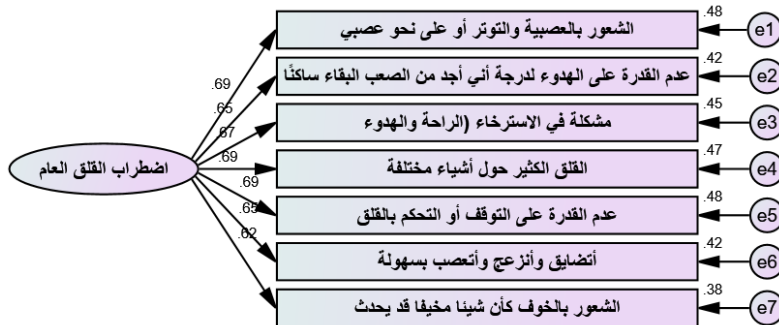 .48
الشعور بالعصبية والتوتر أو على نحو عصبي
e1
.69
.42
عدم القدرة على الهدوء لدرجة أني أجد من الصعب البقاء ساكنًا
e2
.65
.45
مشكلة في الاسترخاء (الراحة والهدوء
e3
.67
.47
القلق الكثير حول أشياء مختلفة
e4
.69
اضطراب القلق العام
.48
عدم القدرة على التوقف أو التحكم بالقلق
e5
.69
.42
أتضايق وأنزعج وأتعصب بسهولة
e6
.65
.38
الشعور بالخوف كأن شيئا مخيفا قد يحدث
e7
.62